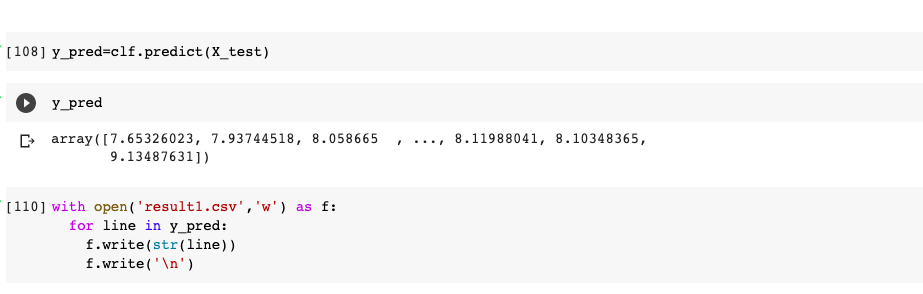 [108] y_pred=clf.predict(X_test)
y_pred
array([7.65326023, 7.93744518, 8.058665  , ..., 8.11988041, 8.10348365,
       9.13487631])
[110] with open('result1.csv','w') as f:
  for line in y_pred:
    f.write(str(line))
    f.write('\n')